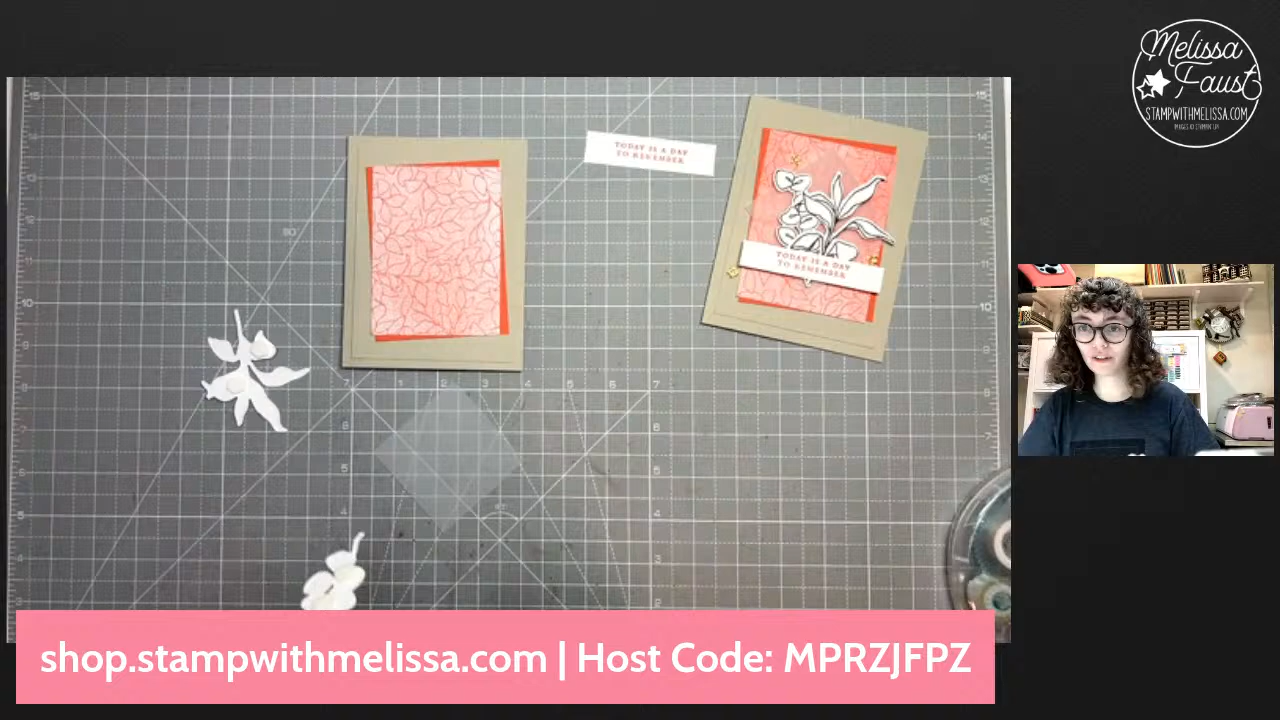 Melissa
Faust
STAMPWITHMELISSA.COM
TODAY IS A DAY
TO REMEMBER
TODAY IS A DAY
TO REMEMBER
shop.stampwithmelissa.com | Host Code: MPRZJFPZ